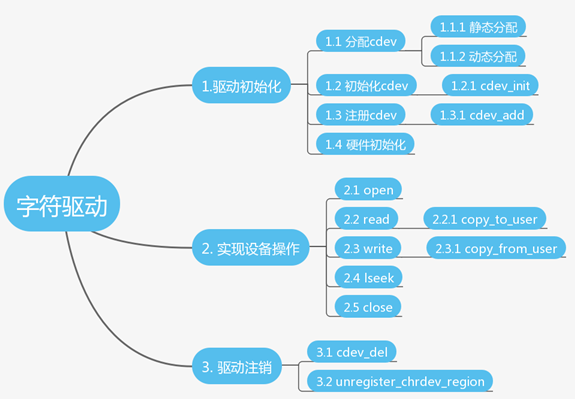 字符驱动
1.驱动初始化
1.1 分配cdev
1.1.1 静态分配
1.1.2 动态分配
1.2 初始化cdev
1.2.1 cdev_init
1.3 注册cdev
1.3.1 cdev_add
1.4 硬件初始化
2. 实现设备操作
2.1 open
2.2 read
2.2.1 copy_to_user
2.3 write
2.3.1 copy_from_user
2.4 lseek
2.5 close
3. 驱动注销
3.1 cdev_del
3.2 unregister_chrdev_region